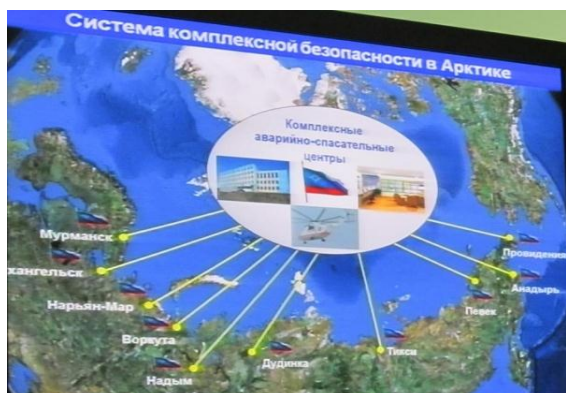 Система комплексной безопасности в Арктике
Комплексные
аварийно-спасательные
центры
Мурманск
хангельск
Нарьян-Мар
Воркута
Надым
Дудинка
Тикси
Певек
Анадырь
Провидения